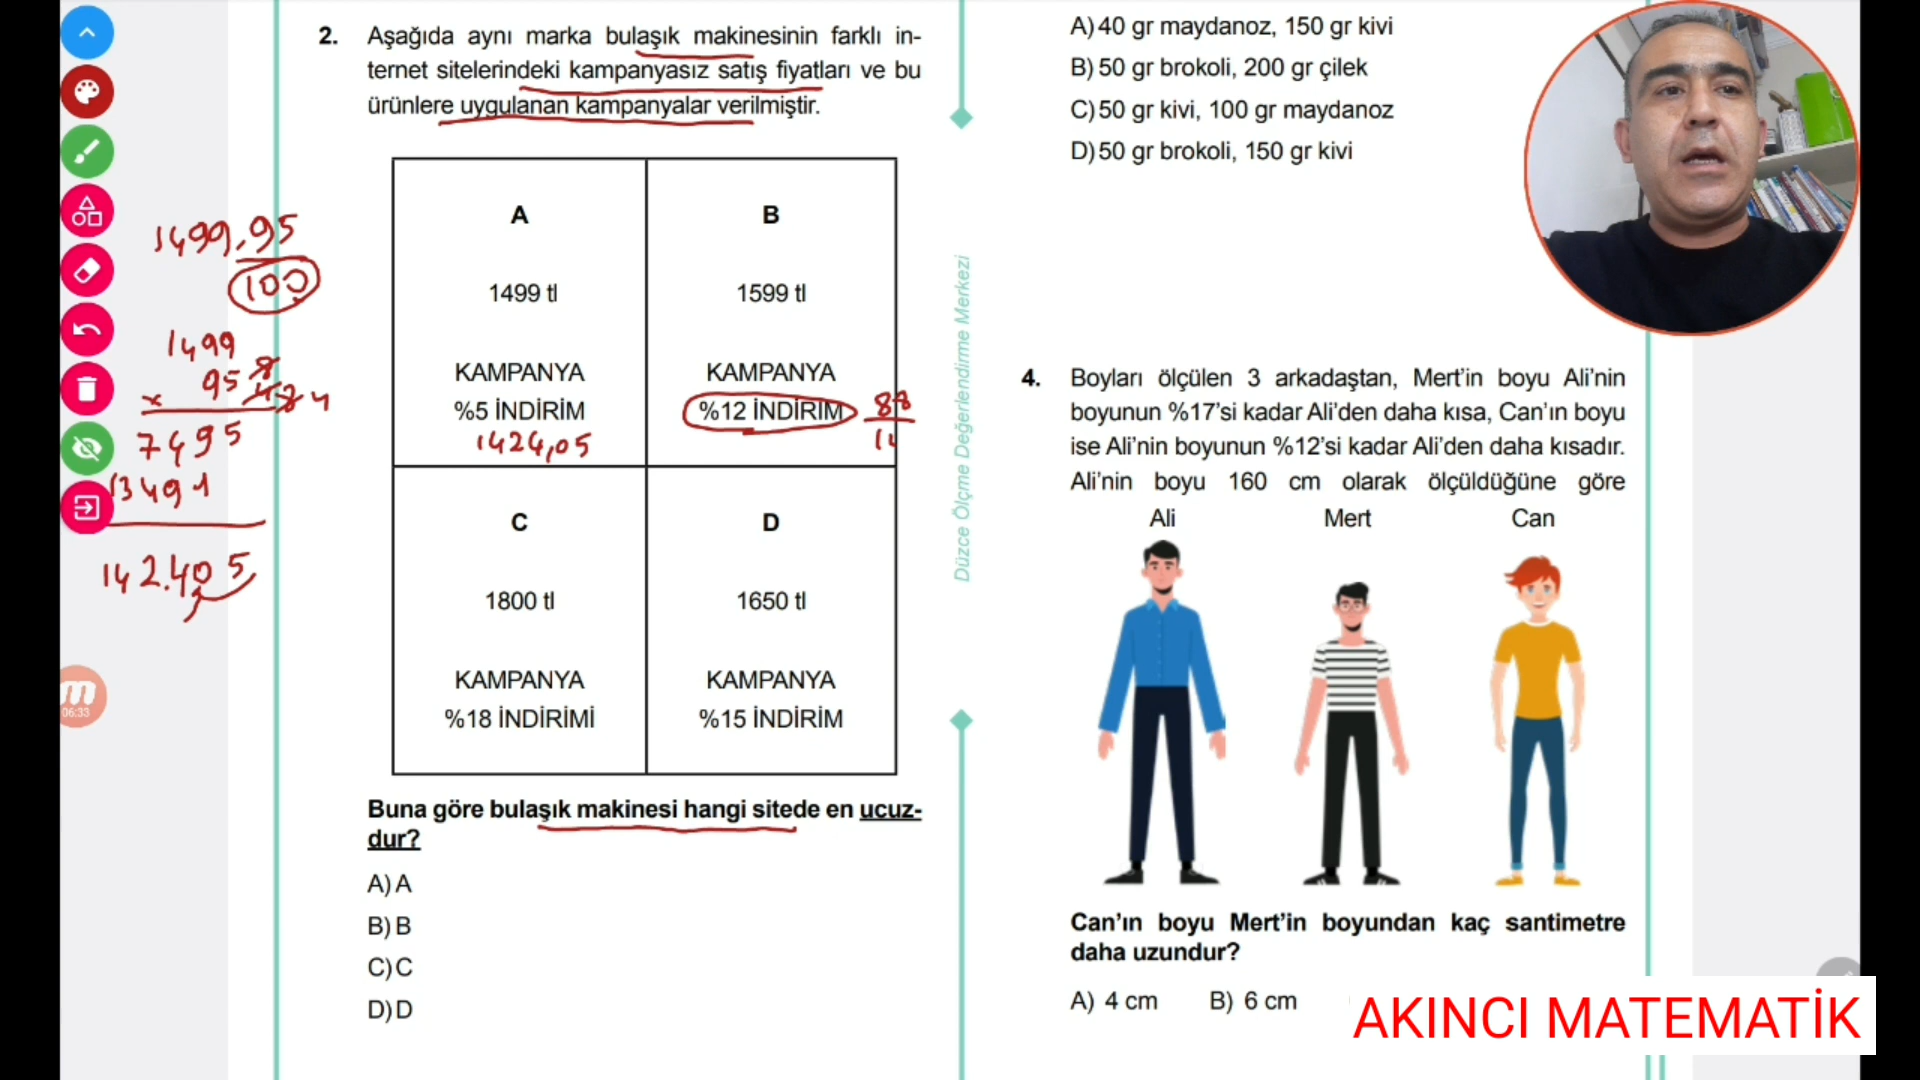 2. Aşağıda aynı marka bulaşık makinesinin farklı in-
ternet sitelerindeki kampanyasız satış fiyatları ve bu
ürünlere uygulanan kampanyalar verilmiştir.
A
1499 tl
KAMPANYA
%5 İNDİRİM
1424,05
B
1599 tl
KAMPANYA
%12 İNDİRİM
88
C
1800 tl
KAMPANYA
%18 İNDİRİMİ
D
1650 tl
KAMPANYA
%15 İNDİRİM
1499.95
100
1499
x 95
7495
13491
142.405
06:33
Buna göre bulaşık makinesi hangi sitede en ucuz-
dur?
A) A
B) B
C) C
D) D
Düzce Ölçme Değerlendirme Merkezi
A) 40 gr maydanoz, 150 gr kivi
B) 50 gr brokoli, 200 gr çilek
C) 50 gr kivi, 100 gr maydanoz
D) 50 gr brokoli, 150 gr kivi
4. Boyları ölçülen 3 arkadaştan, Mert'in boyu Ali'nin
boyunun %17'si kadar Ali'den daha kısa, Can'ın boyu
ise Ali'nin boyunun %12'si kadar Ali'den daha kısadır.
Ali'nin boyu 160 cm olarak ölçüldüğüne göre
Ali Mert Can
Can'ın boyu Mert'in boyundan kaç santimetre
daha uzundur?
A) 4 cm B) 6 cm
AKINCI MATEMATİK